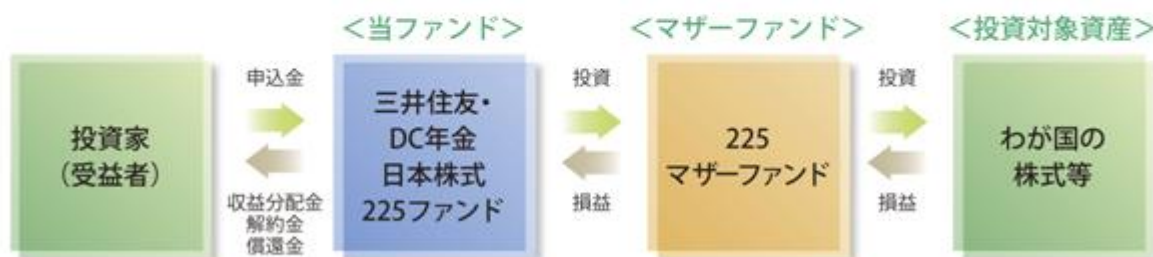 ＜当ファンド＞
＜マザーファンド＞
＜投資対象資産＞
投資家
（受益者）
申込金
収益分配金
解約金
償還金
三井住友・
DC年金
日本株式
225ファンド
投資
損益
225
マザーファンド
投資
損益
わが国の
株式等